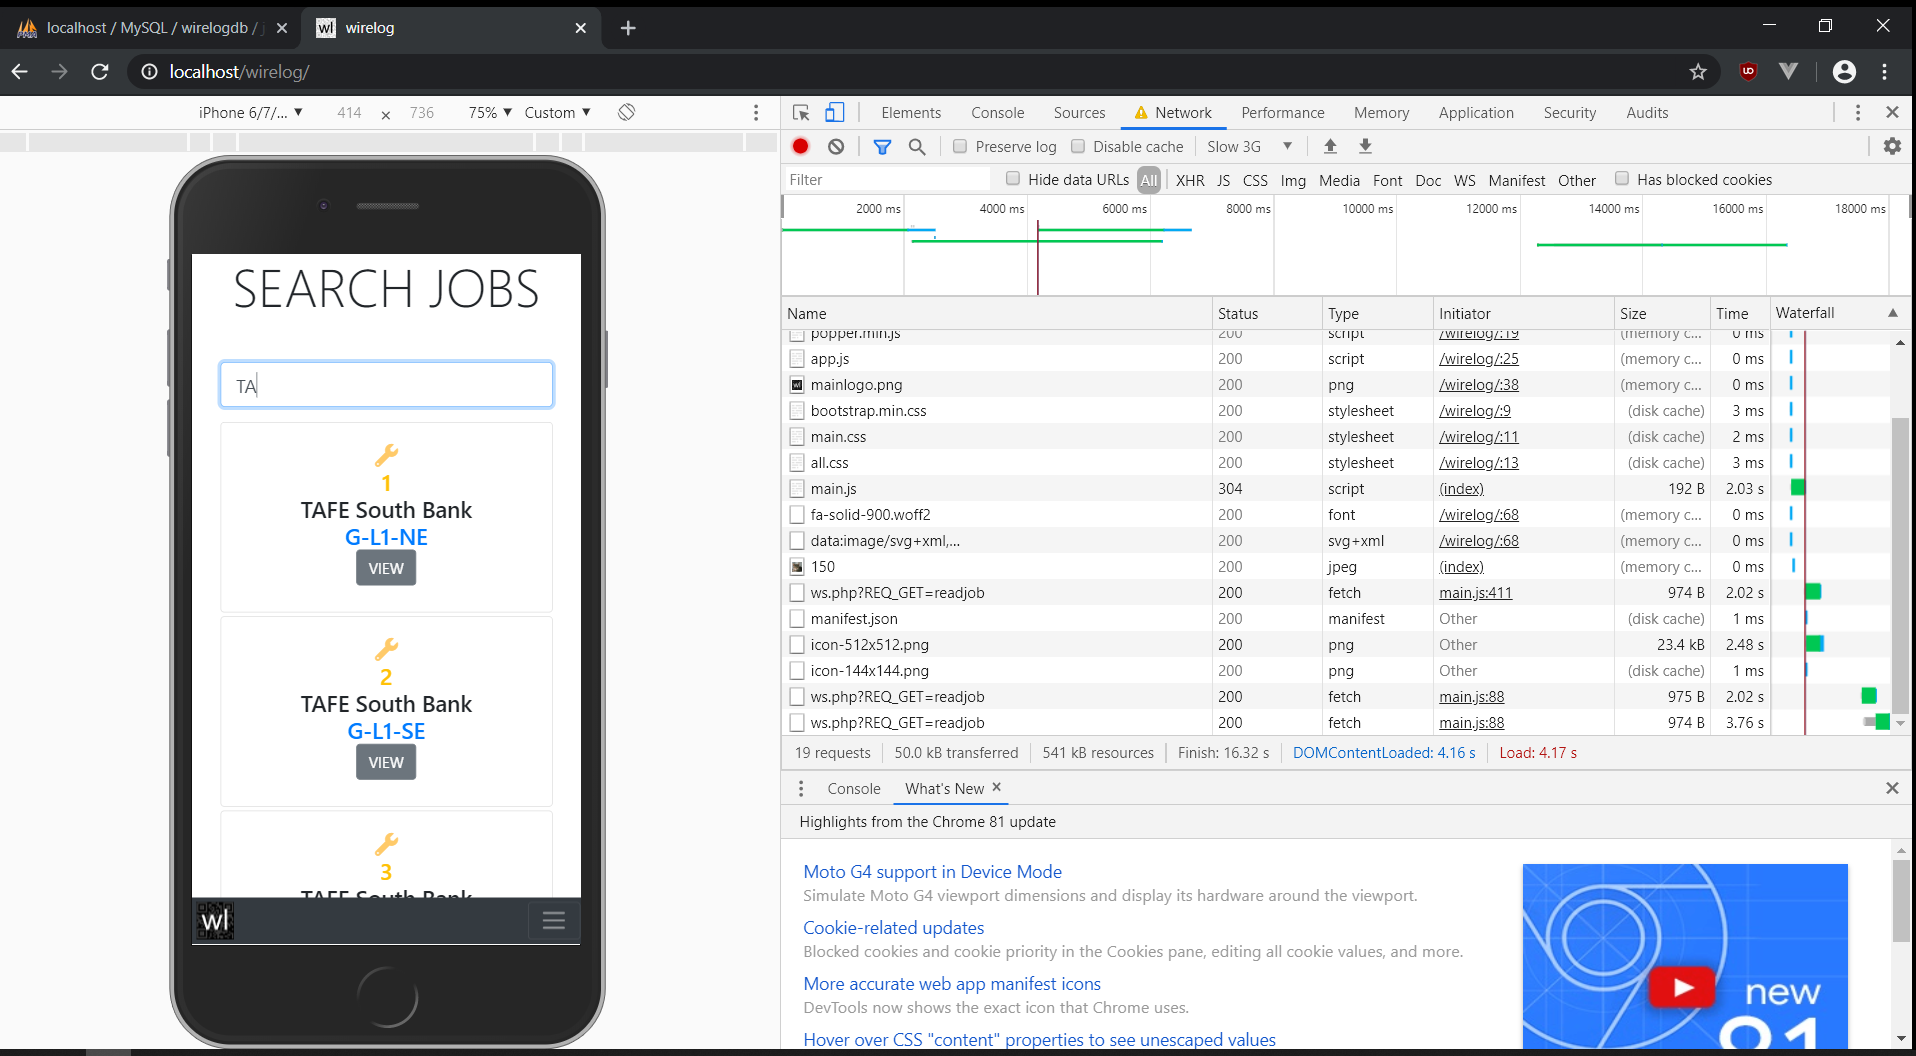 localhost / MySQL / wirelogdb /
wl wirelog
localhost/wirelog/
iPhone 6/7/... ▼ 414 × 736 75% ▼ Custom ▼
SEARCH JOBS
TA
1
TAFE South Bank
G-L1-NE
VIEW
2
TAFE South Bank
G-L1-SE
VIEW
3
TAFE South Bank
wl
Elements Console Sources Network Performance Memory Application Security Audits
Preserve log Disable cache Slow 3G ▼
Filter Hide data URLs All XHR JS CSS Img Media Font Doc WS Manifest Other Has blocked cookies
2000 ms 4000 ms 6000 ms 8000 ms 10000 ms 12000 ms 14000 ms 16000 ms 18000 ms
Name Status Type Initiator Size Time Waterfall
popper.min.js 200 script /wirelog/:19 (memory c... 0 ms
app.js 200 script /wirelog/:25 (memory c... 0 ms
mainlogo.png 200 png /wirelog/:38 (memory c... 0 ms
bootstrap.min.css 200 stylesheet /wirelog/:9 (disk cache) 3 ms
main.css 200 stylesheet /wirelog/:11 (disk cache) 2 ms
all.css 200 stylesheet /wirelog/:13 (disk cache) 3 ms
main.js 304 script (index) 192 B 2.03 s
fa-solid-900.woff2 200 font /wirelog/:68 (memory c... 0 ms
data:image/svg+xml,... 200 svg+xml /wirelog/:68 (memory c... 0 ms
150 200 jpeg (index) (memory c... 0 ms
ws.php?REQ_GET=readjob 200 fetch main.js:411 974 B 2.02 s
manifest.json 200 manifest Other (disk cache) 1 ms
icon-512x512.png 200 png Other 23.4 kB 2.48 s
icon-144x144.png 200 png Other (disk cache) 1 ms
ws.php?REQ_GET=readjob 200 fetch main.js:88 975 B 2.02 s
ws.php?REQ_GET=readjob 200 fetch main.js:88 974 B 3.76 s
19 requests 50.0 kB transferred 541 kB resources Finish: 16.32 s DOMContentLoaded: 4.16 s Load: 4.17 s
Console What's New ×
Highlights from the Chrome 81 update
Moto G4 support in Device Mode
Simulate Moto G4 viewport dimensions and display its hardware around the viewport.
Cookie-related updates
Blocked cookies and cookie priority in the Cookies pane, editing all cookie values, and more.
More accurate web app manifest icons
DevTools now shows the exact icon that Chrome uses.
Hover over CSS "content" properties to see unescaped values
new
81